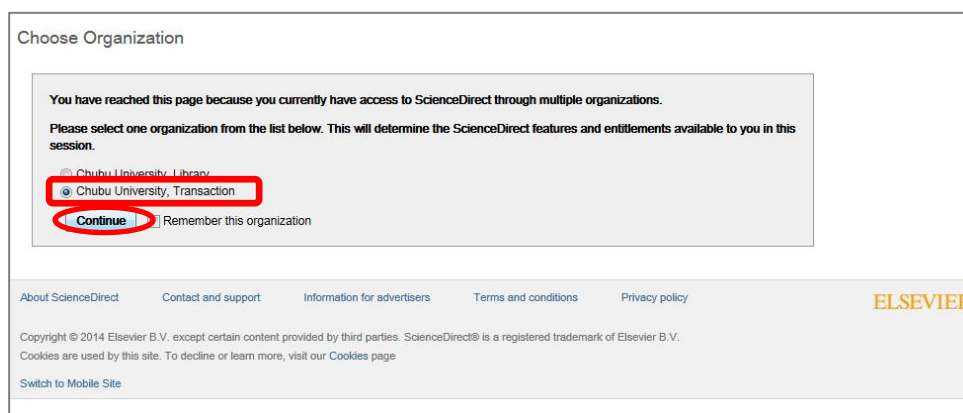 Choose Organization
You have reached this page because you currently have access to ScienceDirect through multiple organizations.
Please select one organization from the list below. This will determine the ScienceDirect features and entitlements available to you in this
session.
Chubu University, Library
Chubu University, Transaction
Continue Remember this organization
About ScienceDirect Contact and support Information for advertisers Terms and conditions Privacy policy ELSEVIER
Copyright © 2014 Elsevier B.V. except certain content provided by third parties. ScienceDirect® is a registered trademark of Elsevier B.V.
Cookies are used by this site. To decline or learn more, visit our Cookies page
Switch to Mobile Site